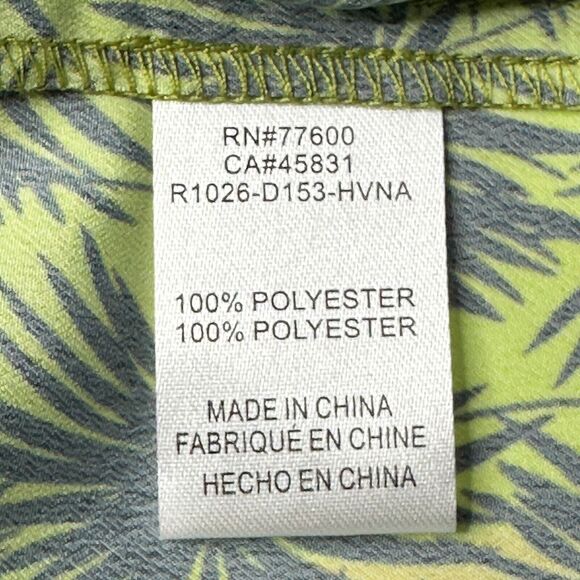 RN#77600
CA#45831
R1026-D153-HVNA
100% POLYESTER
100% POLYESTER
MADE IN CHINA
FABRIQUÉ EN CHINE
HECHO EN CHINA